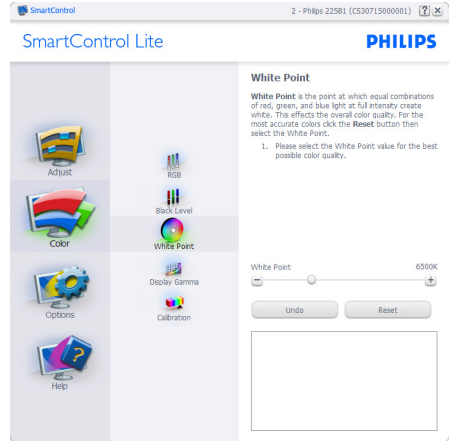 SmartControl
2 - Philips 225B1 (CS30715000001)
SmartControl Lite
PHILIPS
Adjust
Color
Options
Help
RGB
Black Level
White Point
Display Gamma
Calibration
White Point
White Point is the point at which equal combinations
of red, green, and blue light at full intensity create
white. This effects the overall color quality. For the
most accurate colors click the Reset button then
select the White Point.
1. Please select the White Point value for the best
possible color quality.
White Point 6500K
Undo Reset